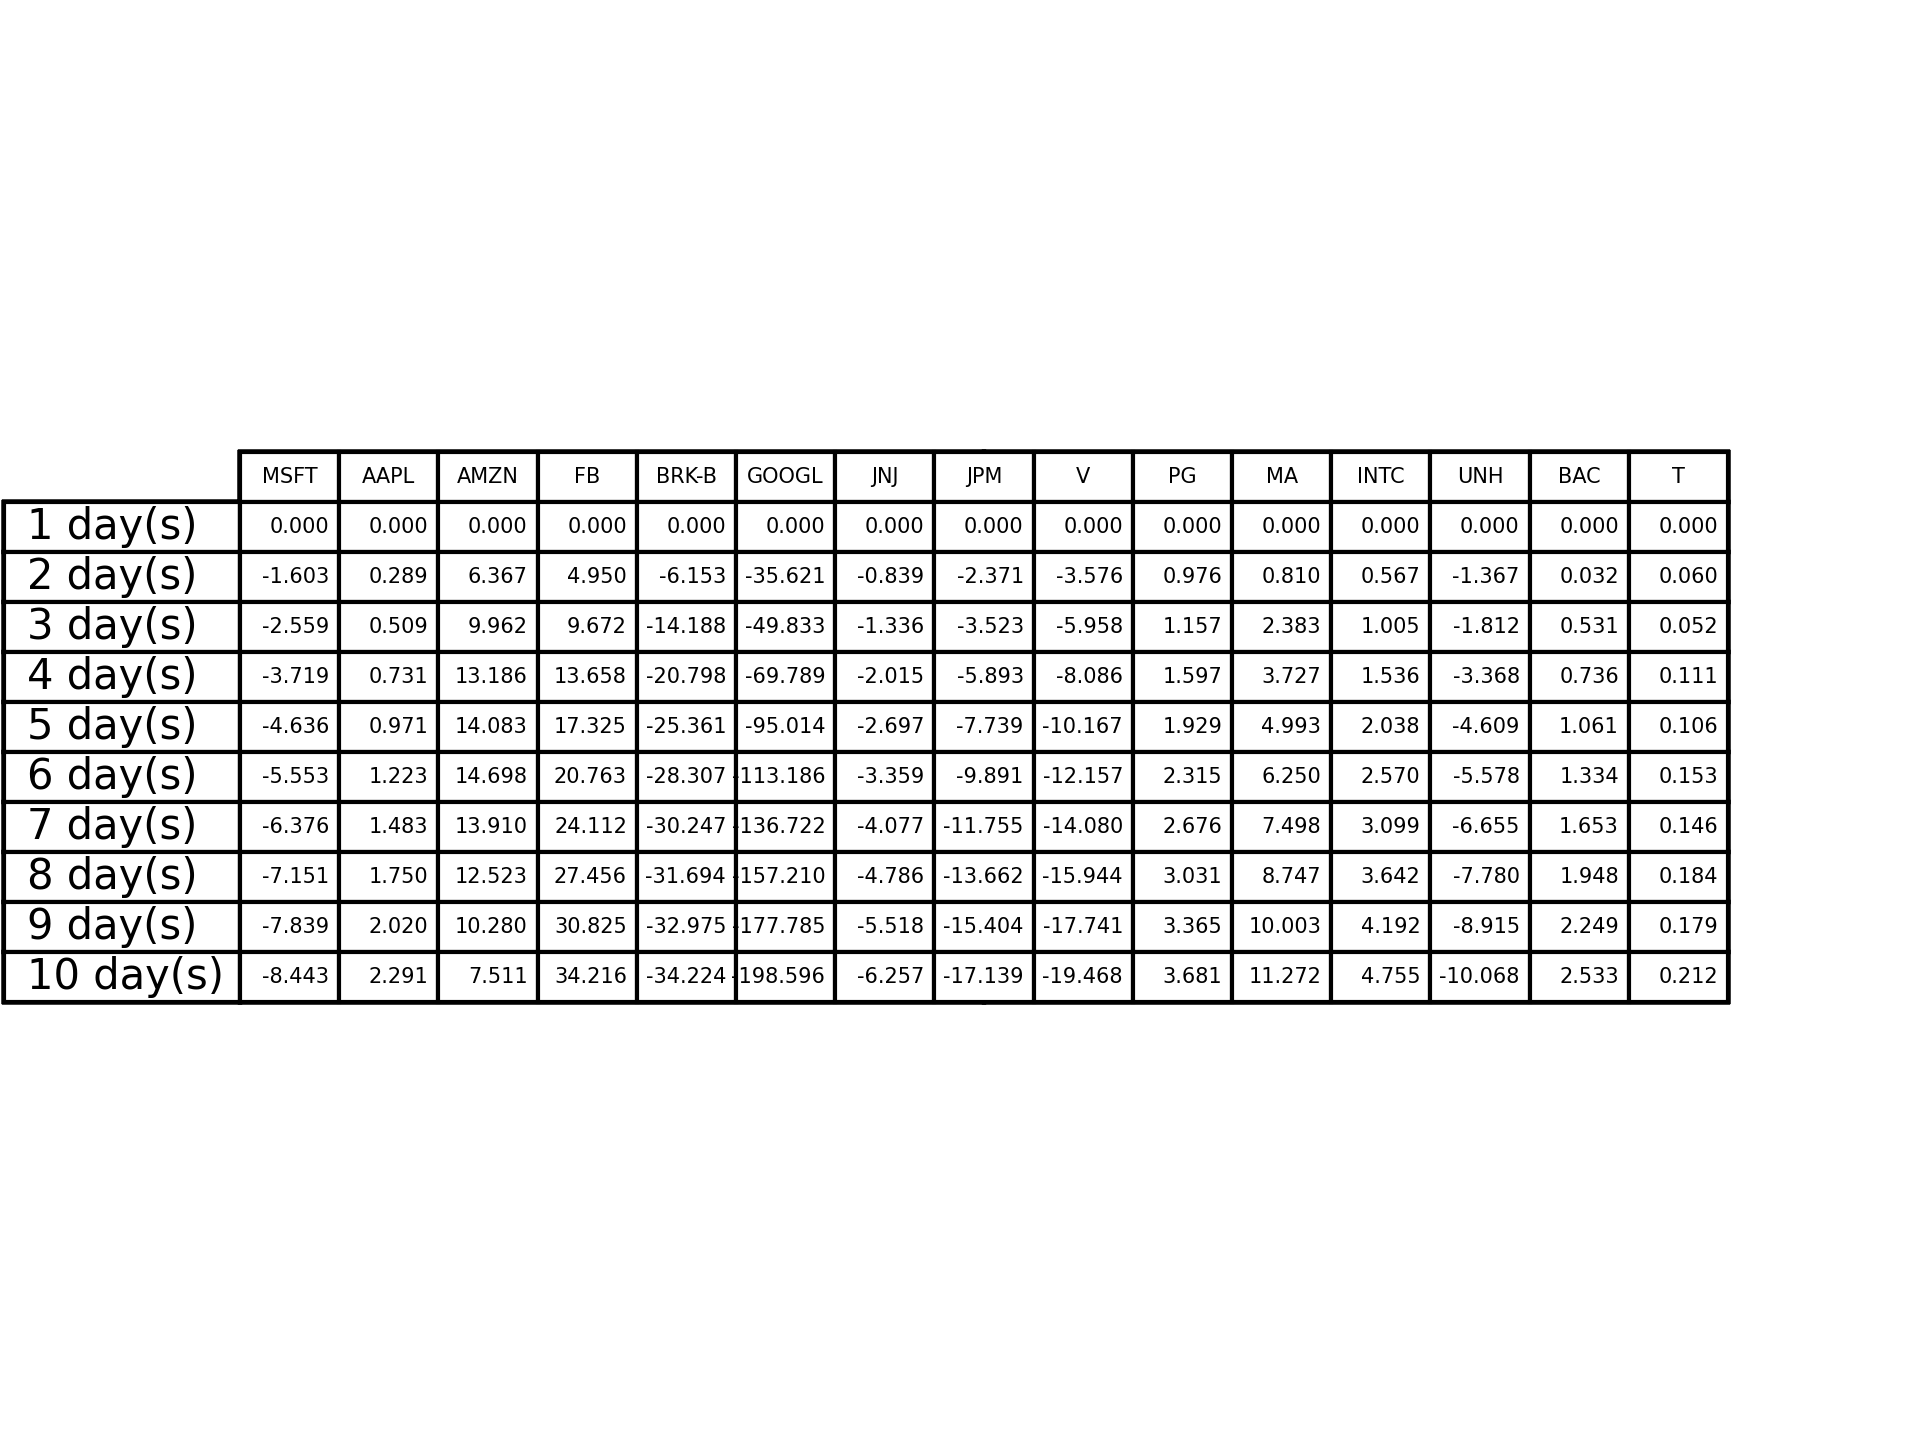 MSFT AAPL AMZN FB BRK-B GOOGL JNJ JPM V PG MA INTC UNH BAC T
1 day(s) 0.000 0.000 0.000 0.000 0.000 0.000 0.000 0.000 0.000 0.000 0.000 0.000 0.000 0.000 0.000
2 day(s) -1.603 0.289 6.367 4.950 -6.153 -35.621 -0.839 -2.371 -3.576 0.976 0.810 0.567 -1.367 0.032 0.060
3 day(s) -2.559 0.509 9.962 9.672 -14.188 -49.833 -1.336 -3.523 -5.958 1.157 2.383 1.005 -1.812 0.531 0.052
4 day(s) -3.719 0.731 13.186 13.658 -20.798 -69.789 -2.015 -5.893 -8.086 1.597 3.727 1.536 -3.368 0.736 0.111
5 day(s) -4.636 0.971 14.083 17.325 -25.361 -95.014 -2.697 -7.739 -10.167 1.929 4.993 2.038 -4.609 1.061 0.106
6 day(s) -5.553 1.223 14.698 20.763 -28.307 -113.186 -3.359 -9.891 -12.157 2.315 6.250 2.570 -5.578 1.334 0.153
7 day(s) -6.376 1.483 13.910 24.112 -30.247 -136.722 -4.077 -11.755 -14.080 2.676 7.498 3.099 -6.655 1.653 0.146
8 day(s) -7.151 1.750 12.523 27.456 -31.694 -157.210 -4.786 -13.662 -15.944 3.031 8.747 3.642 -7.780 1.948 0.184
9 day(s) -7.839 2.020 10.280 30.825 -32.975 -177.785 -5.518 -15.404 -17.741 3.365 10.003 4.192 -8.915 2.249 0.179
10 day(s) -8.443 2.291 7.511 34.216 -34.224 -198.596 -6.257 -17.139 -19.468 3.681 11.272 4.755 -10.068 2.533 0.212